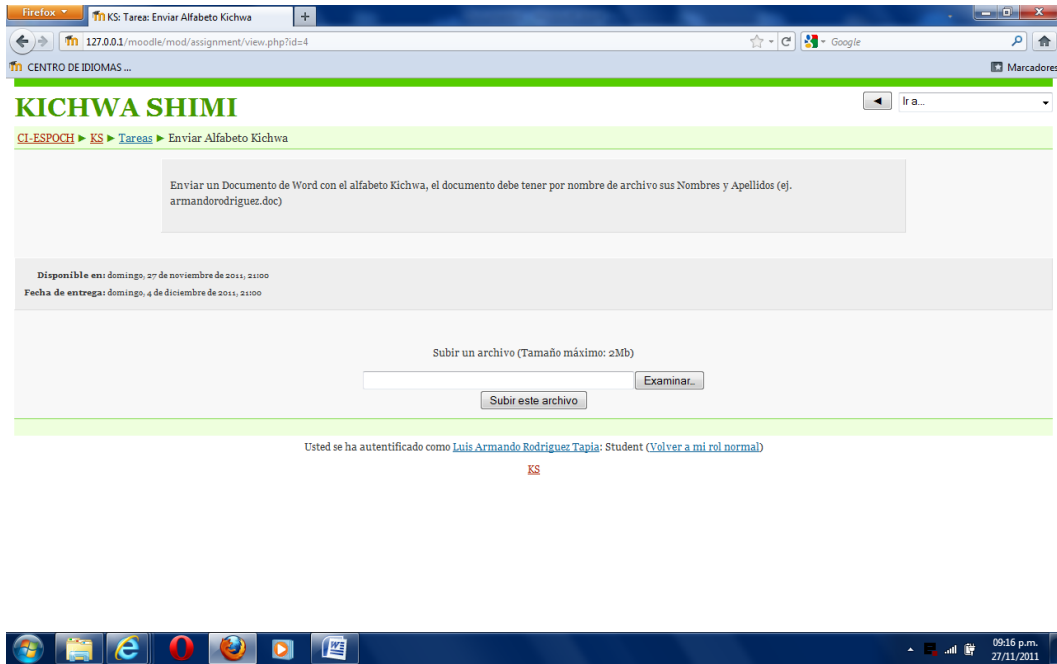 Firefox
KS: Tarea: Enviar Alfabeto Kichwa
127.0.0.1/moodle/mod/assignment/view.php?id=4
Google
CENTRO DE IDIOMAS ...
Marcadores
KICHWA SHIMI
Ir a...
CI-ESPOCH ► KS ► Tareas ► Enviar Alfabeto Kichwa
Enviar un Documento de Word con el alfabeto Kichwa, el documento debe tener por nombre de archivo sus Nombres y Apellidos (ej.
armandorodriguez.doc)
Disponible en: domingo, 27 de noviembre de 2011, 21:00
Fecha de entrega: domingo, 4 de diciembre de 2011, 21:00
Subir un archivo (Tamaño máximo: 2Mb)
Examinar..
Subir este archivo
Usted se ha autentificado como Luis Armando Rodriguez Tapia: Student (Volver a mi rol normal)
KS
09:16 p.m.
27/11/2011